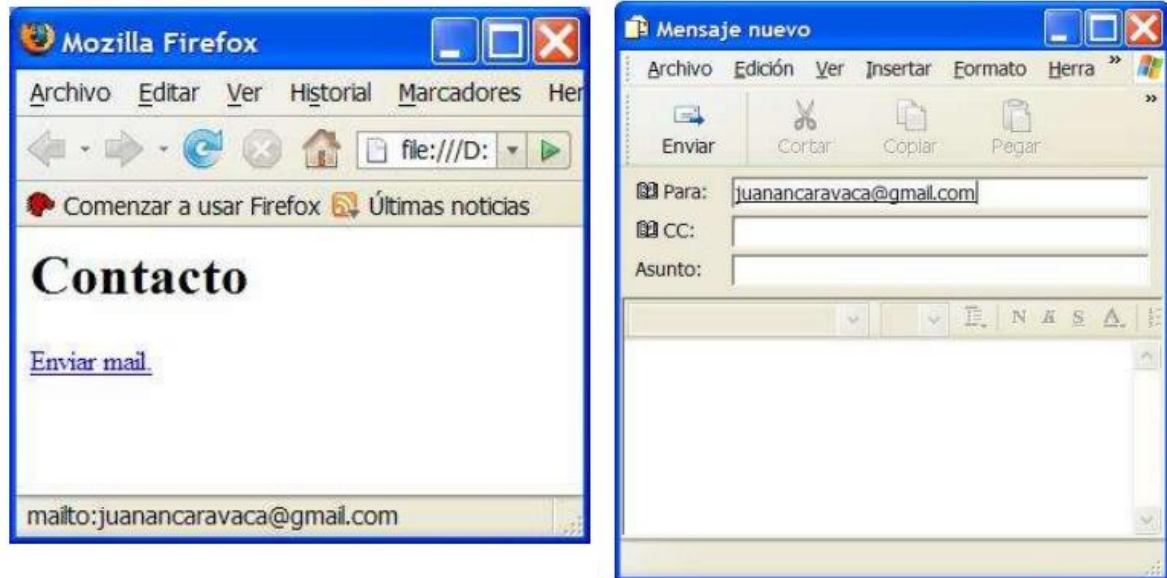 Mozilla Firefox
Archivo Editar Ver Historial Marcadores Her
file:///D:
Comenzar a usar Firefox Últimas noticias
Contacto
Enviar mail.
mailto:juanancaravaca@gmail.com
Mensaje nuevo
Archivo Edición Ver Insertar Formato Herra »
Enviar Cortar Copiar Pegar »
Para: juanancaravaca@gmail.com
CC:
Asunto:
N K S A